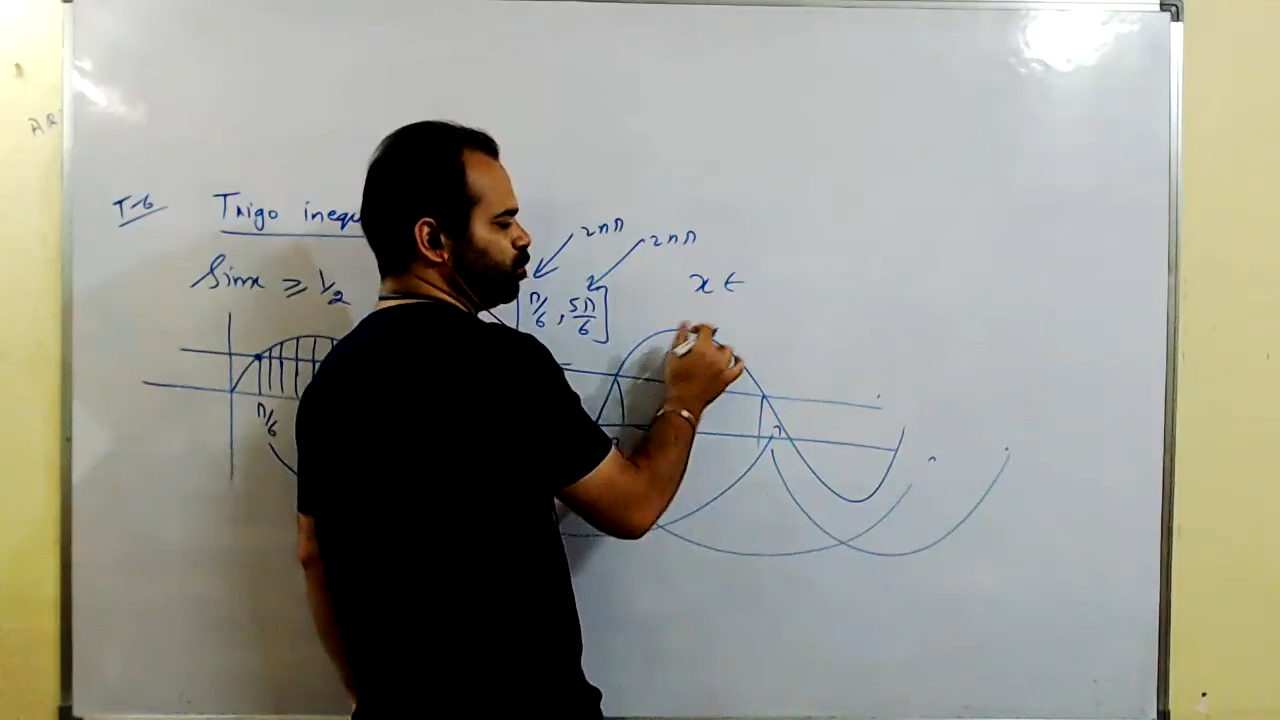 T-6 Trigo inequ
2nπ
2nπ
Sinx ≥ 1/2
[π/6, 5π/6]
x ∈
π/6